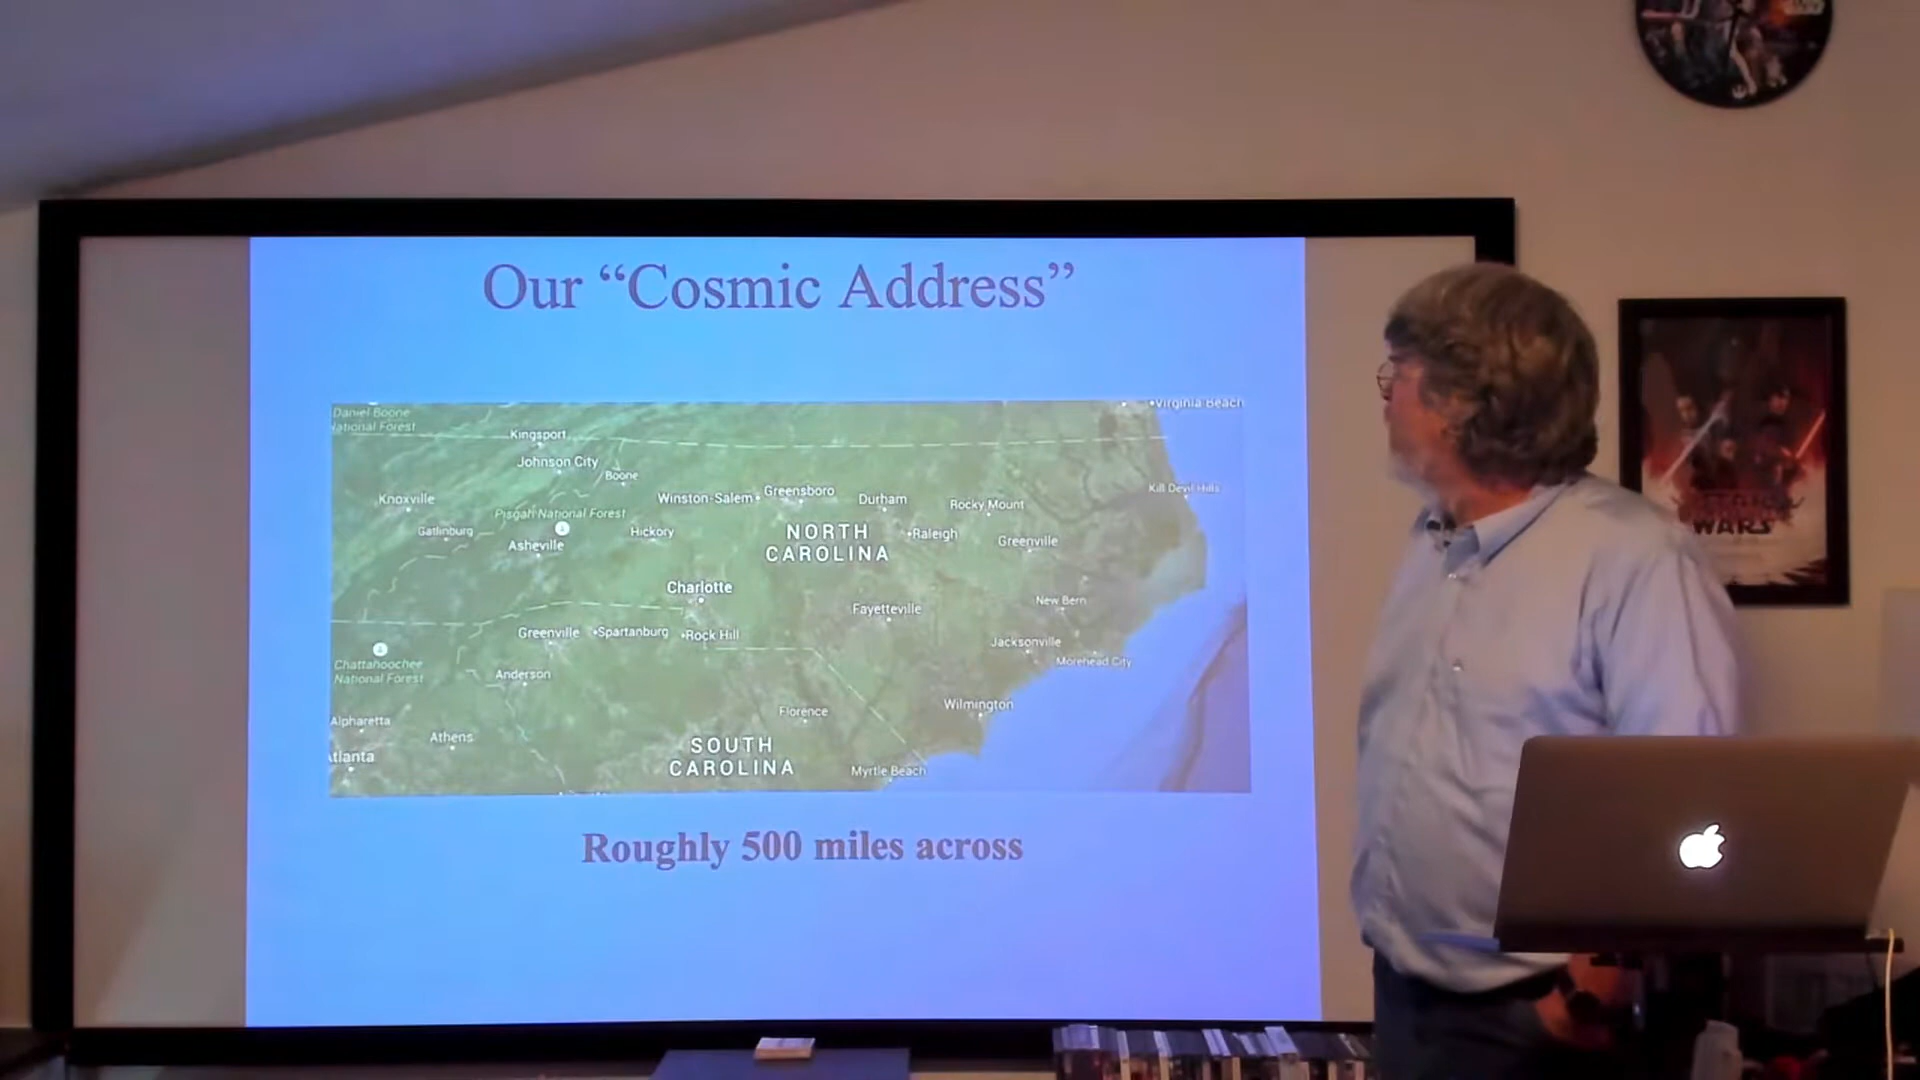 Our “Cosmic Address”
Daniel Boone
National Forest
Virginia Beach
Kingsport
Johnson City
Boone
Knoxville
Winston-Salem
Greensboro
Durham
Rocky Mount
Kill Devil Hills
Pisgah National Forest
Gatlinburg
Asheville
Hickory
NORTH
CAROLINA
Raleigh
Greenville
Charlotte
Fayetteville
New Bern
Greenville
Spartanburg
Rock Hill
Jacksonville
Morehead City
Chattahoochee
National Forest
Anderson
Wilmington
Alpharetta
Florence
Athens
Atlanta
SOUTH
CAROLINA
Myrtle Beach
Roughly 500 miles across
WARS